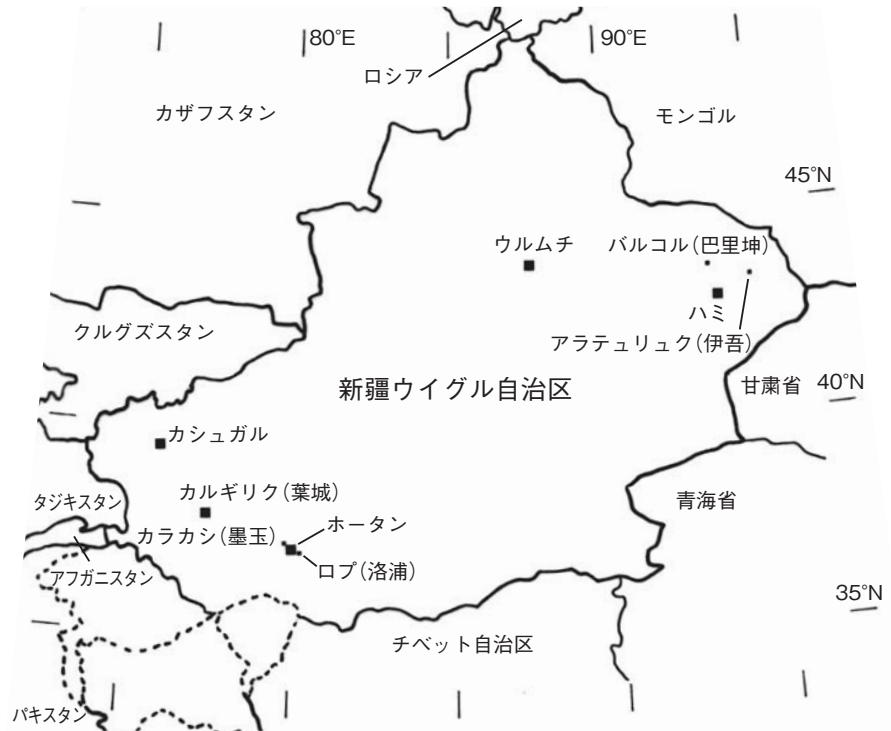 80°E
90°E
ロシア
カザフスタン
モンゴル
45°N
ウルムチ
バルコル(巴里坤)
ハミ
クルグズスタン
アラテュリュク(伊吾)
新疆ウイグル自治区
甘粛省
40°N
カシュガル
カルギリク(葉城)
タジキスタン
青海省
カラカシ(墨玉)
ホータン
ロプ(洛浦)
アフガニスタン
35°N
チベット自治区
パキスタン